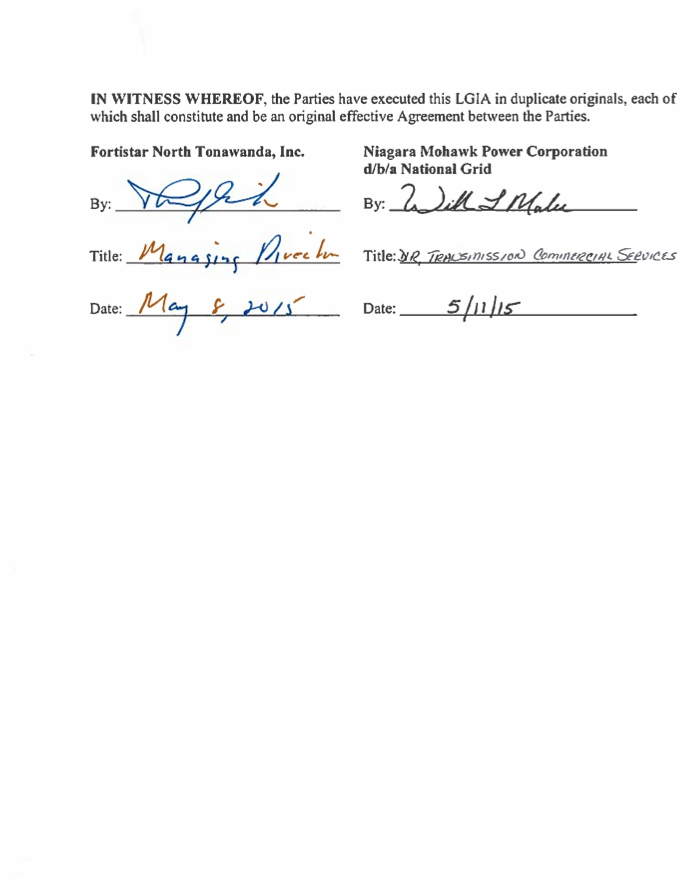 IN WITNESS WHEREOF, the Parties have executed this LGIA in duplicate originals, each of
which shall constitute and be an original effective Agreement between the Parties.
Fortistar North Tonawanda, Inc.
By:
Title: Managing Director
Date: May 8, 2015
Niagara Mohawk Power Corporation
d/b/a National Grid
By: Will L
Title: DIR, TRANSMISSION COMMERCIAL SERVICES
Date: 5/11/15